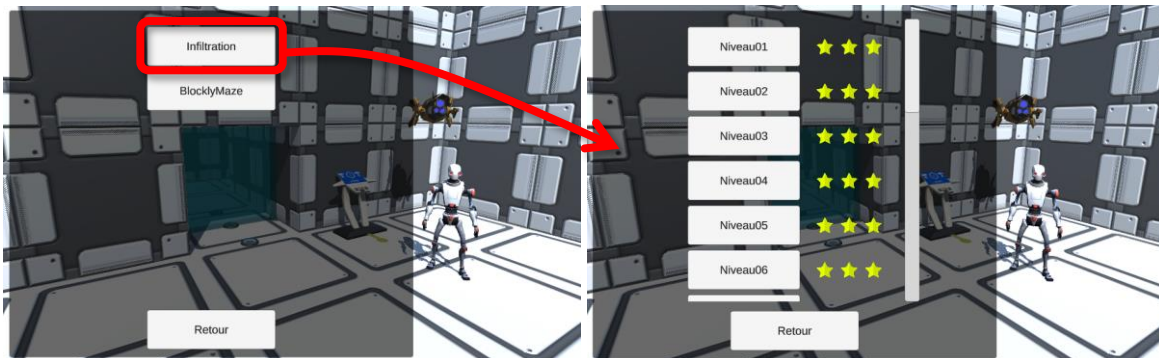 Infiltration
BlocklyMaze
Retour
Niveau01
Niveau02
Niveau03
Niveau04
Niveau05
Niveau06
Retour